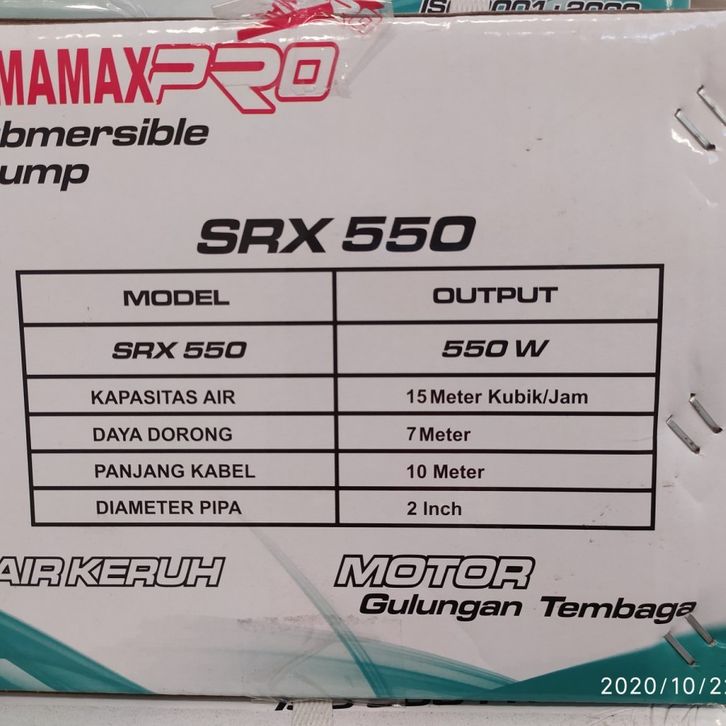 MAMAXPRO
bmersible
ump
SRX 550
MODEL OUTPUT
SRX 550 550 W
KAPASITAS AIR 15 Meter Kubik/Jam
DAYA DORONG 7 Meter
PANJANG KABEL 10 Meter
DIAMETER PIPA 2 Inch
AIR KERUH MOTOR
Gulungan Tembaga
2020/10/22